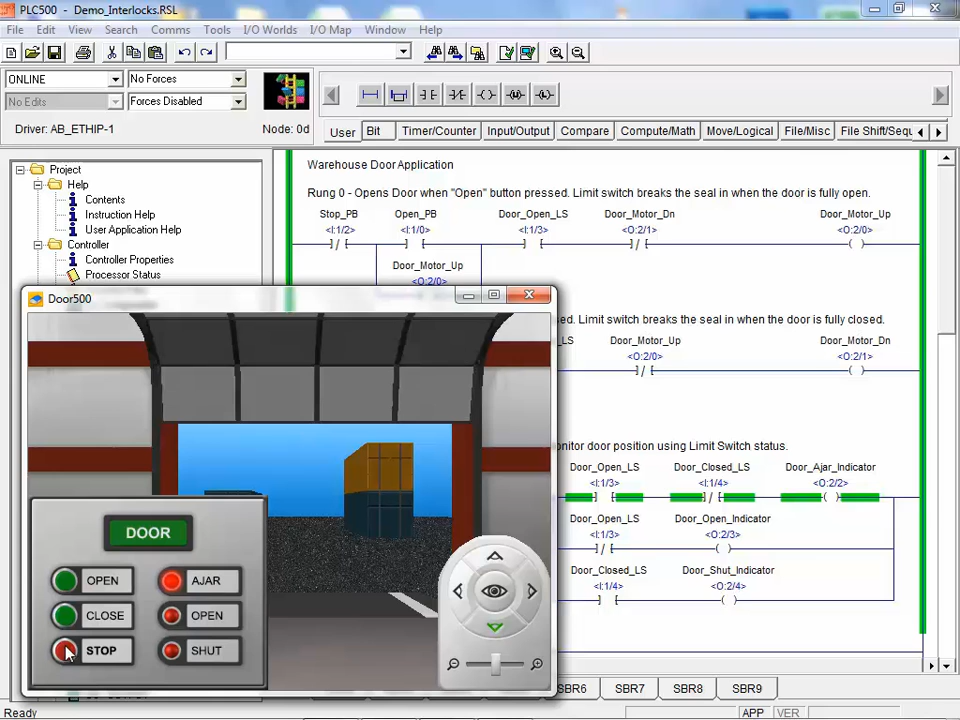 PLC500 - Demo_Interlocks.RSL
File Edit View Search Comms Tools I/O Worlds I/O Map Window Help
ONLINE
No Forces
No Edits
Forces Disabled
Driver: AB_ETHIP-1
Node: 0d
User Bit Timer/Counter Input/Output Compare Compute/Math Move/Logical File/Misc File Shift/Sequ
Project
Help
Contents
Instruction Help
User Application Help
Controller
Controller Properties
Processor Status
Warehouse Door Application
Rung 0 - Opens Door when "Open" button pressed. Limit switch breaks the seal in when the door is fully open.
Stop_PB Open_PB Door_Open_LS Door_Motor_Dn Door_Motor_Up
<I:1/2> <I:1/0> <I:1/3> <O:2/1> <O:2/0>
Door_Motor_Up
<O:2/0>
Door500
sed. Limit switch breaks the seal in when the door is fully closed.
LS Door_Motor_Up Door_Motor_Dn
<O:2/0> <O:2/1>
nitor door position using Limit Switch status.
Door_Open_LS Door_Closed_LS Door_Ajar_Indicator
<I:1/3> <I:1/4> <O:2/2>
Door_Open_LS Door_Open_Indicator
<I:1/3> <O:2/3>
Door_Closed_LS Door_Shut_Indicator
<I:1/4> <O:2/4>
DOOR
OPEN AJAR
CLOSE OPEN
STOP SHUT
SBR6 SBR7 SBR8 SBR9
Ready
APP VER